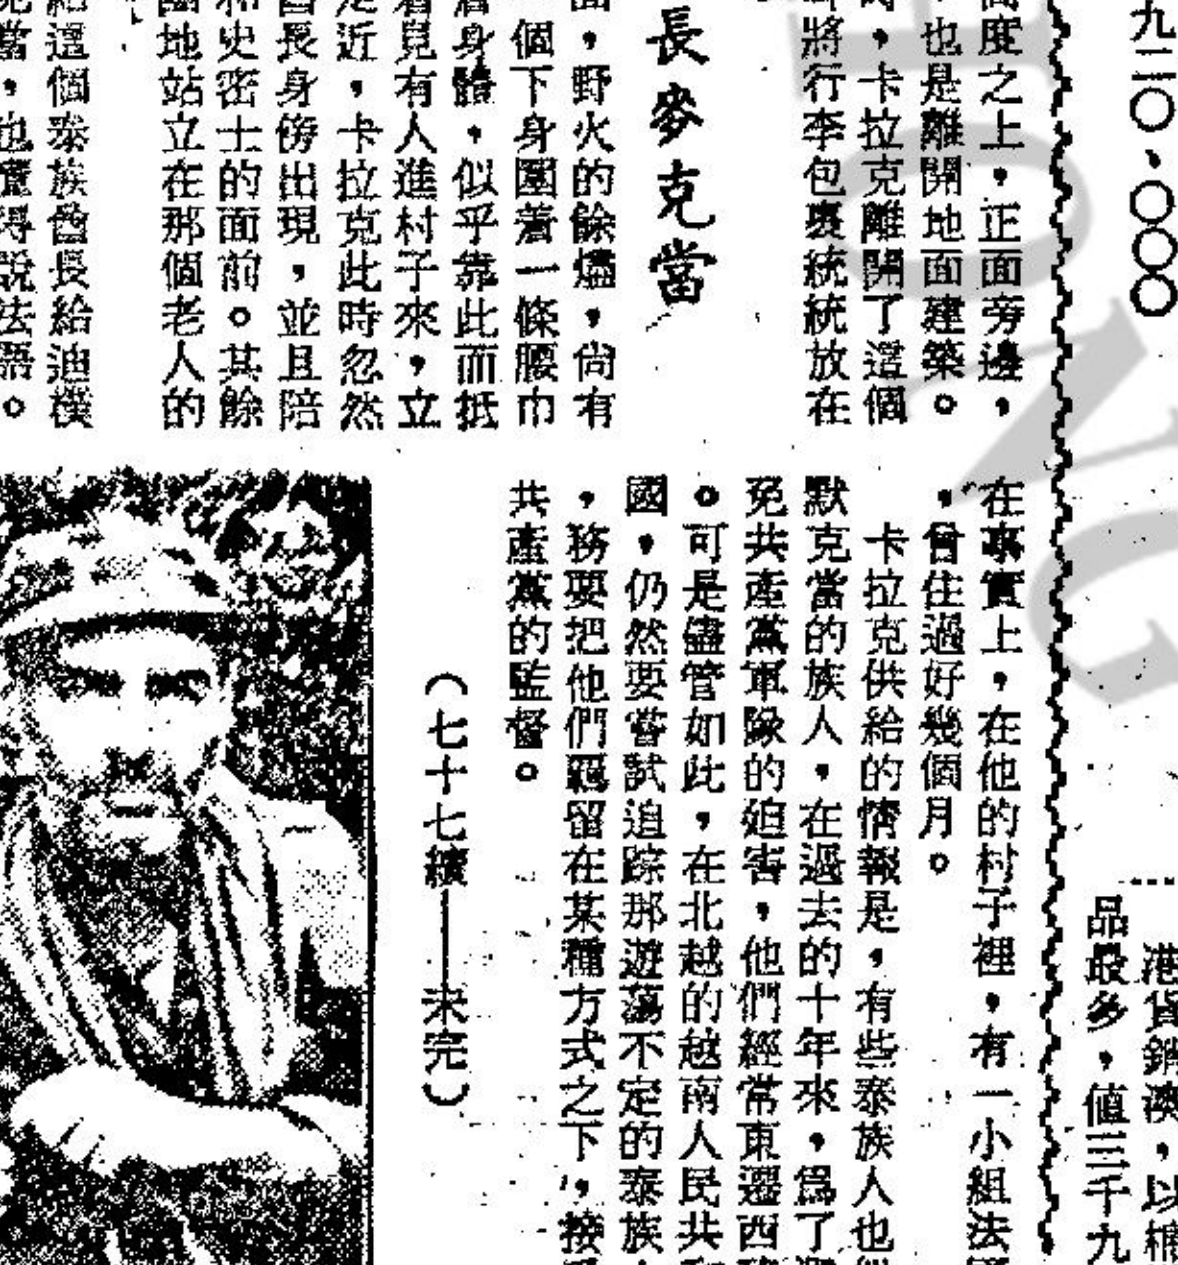 九二〇、〇〇〇
高度之上，正面旁邊，
也是離開地面建築。
，卡拉克離開了這個
將行李包裹統統放在
長麥克當
，野火的餘燼，尙有
個下身圍着一條腰巾
身體，似乎靠此而抵
着見有人進村子來，立
近，卡拉克此時忽然
長身傍出現，並且陪
和史密士的面前。其餘
地站立在那個老人的
給這個泰族酋長給迪樸
當，也懂得說法語。
在事實上，在他的村子裡，有一小組法國
，曾住過好幾個月。
卡拉克供給的情報是，有些泰族人也
默克當的族人，在過去的十年來，爲了
免共產黨軍隊的廹害，他們經常東遷西
。可是儘管如此，在北越的越南人民共和
國，仍然要嘗試追踪那遊蕩不定的泰族
，務要把他們羈留在某種方式之下，接
共產黨的監督。
（七十七續——未完）
港貨銷澳，以棉
品最多，値三千九